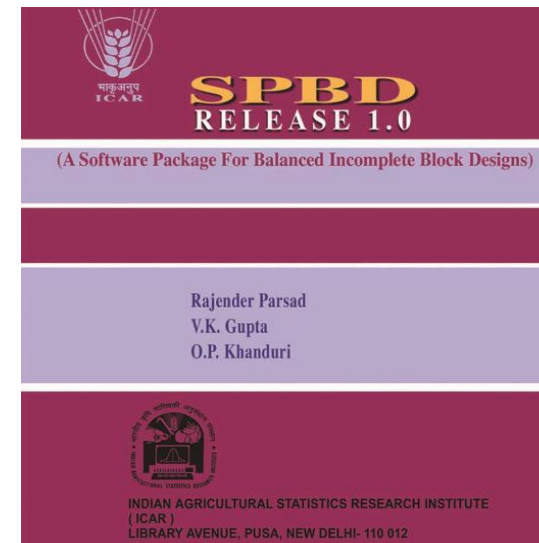 भाकृअनुप
ICAR
SPBD
RELEASE 1.0
(A Software Package For Balanced Incomplete Block Designs)
Rajender Parsad
V.K. Gupta
O.P. Khanduri
INDIAN AGRICULTURAL STATISTICS RESEARCH INSTITUTE
( ICAR )
LIBRARY AVENUE, PUSA, NEW DELHI- 110 012